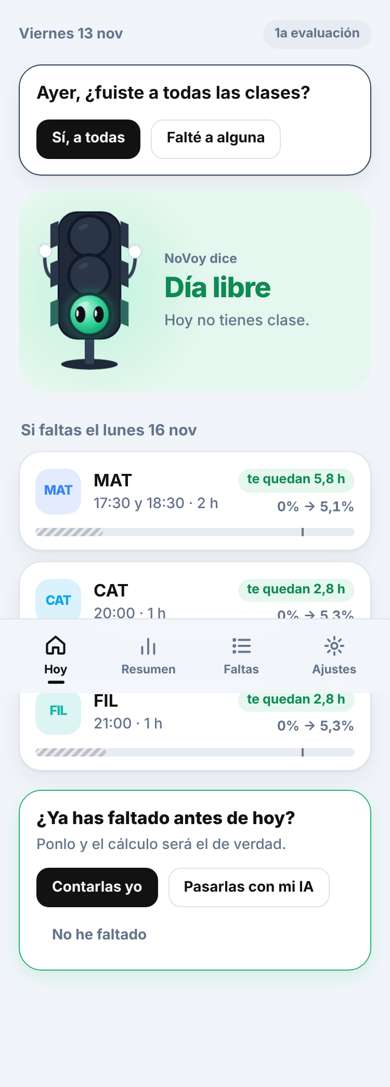 Viernes 13 nov
1a evaluación
Ayer, ¿fuiste a todas las clases?
Sí, a todas
Falté a alguna
NoVoy dice
Día libre
Hoy no tienes clase.
Si faltas el lunes 16 nov
MAT
MAT
te quedan 5,8 h
17:30 y 18:30 · 2 h
0% → 5,1%
CAT
CAT
te quedan 2,8 h
20:00 · 1 h
0% → 5,3%
Hoy
Resumen
Faltas
Ajustes
FIL
FIL
te quedan 2,8 h
21:00 · 1 h
0% → 5,3%
¿Ya has faltado antes de hoy?
Ponlo y el cálculo será el de verdad.
Contarlas yo
Pasarlas con mi IA
No he faltado